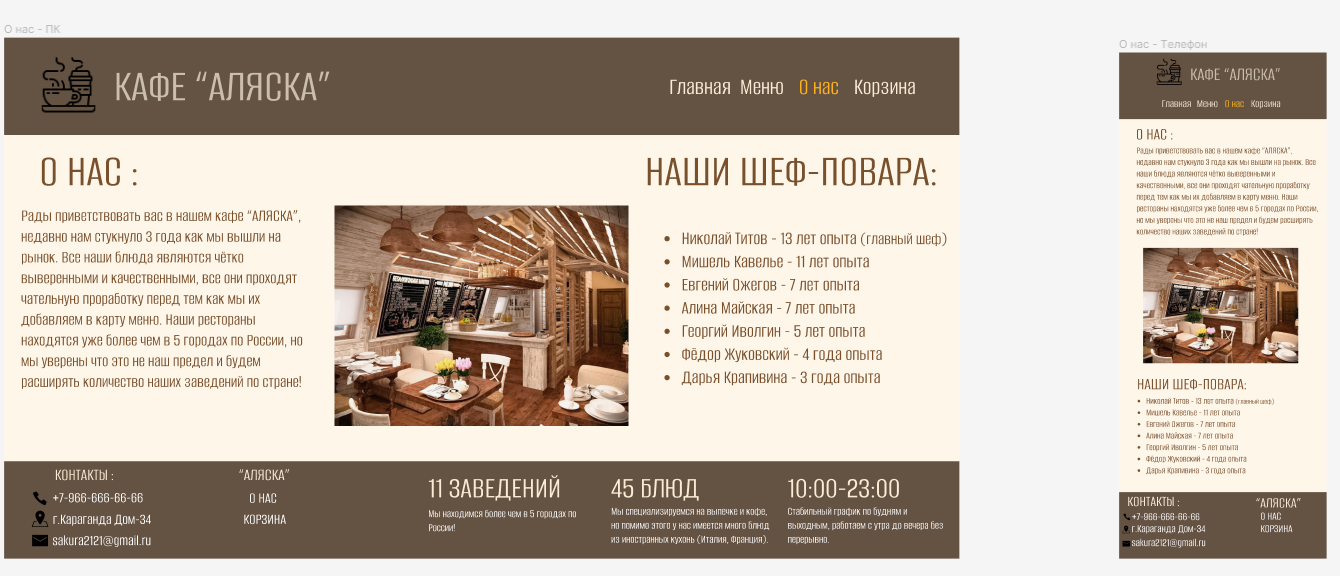 О нас - ПК
КАФЕ “АЛЯСКА”
Главная Меню О нас Корзина
О НАС :
Рады приветствовать вас в нашем кафе “АЛЯСКА”,
недавно нам стукнуло 3 года как мы вышли на
рынок. Все наши блюда являются чётко
выверенными и качественными, все они проходят
чательную проработку перед тем как мы их
добавляем в карту меню. Наши рестораны
находятся уже более чем в 5 городах по России, но
мы уверены что это не наш предел и будем
расширять количество наших заведений по стране!
НАШИ ШЕФ-ПОВАРА:
• Николай Титов - 13 лет опыта (главный шеф)
• Мишель Кавелье - 11 лет опыта
• Евгений Ожегов - 7 лет опыта
• Алина Майская - 7 лет опыта
• Георгий Иволгин - 5 лет опыта
• Фёдор Жуковский - 4 года опыта
• Дарья Крапивина - 3 года опыта
КОНТАКТЫ :
+7-966-666-66-66
г.Караганда Дом-34
sakura2121@gmail.ru
“АЛЯСКА”
О НАС
КОРЗИНА
11 ЗАВЕДЕНИЙ
Мы находимся более чем в 5 городах по
России!
45 БЛЮД
Мы специализируемся на выпечке и кофе,
но помимо этого у нас имеется много блюд
из иностранных кухонь (Италия, Франция).
10:00-23:00
Стабильный график по будням и
выходным, работаем с утра до вечера без
перерывно.
О нас - Телефон
КАФЕ “АЛЯСКА”
Главная Меню О нас Корзина
О НАС :
Рады приветствовать вас в нашем кафе “АЛЯСКА”,
недавно нам стукнуло 3 года как мы вышли на рынок. Все
наши блюда являются чётко выверенными и
качественными, все они проходят чательную проработку
перед тем как мы их добавляем в карту меню. Наши
рестораны находятся уже более чем в 5 городах по России,
но мы уверены что это не наш предел и будем расширять
количество наших заведений по стране!
НАШИ ШЕФ-ПОВАРА:
• Николай Титов - 13 лет опыта (главный шеф)
• Мишель Кавелье - 11 лет опыта
• Евгений Ожегов - 7 лет опыта
• Алина Майская - 7 лет опыта
• Георгий Иволгин - 5 лет опыта
• Фёдор Жуковский - 4 года опыта
• Дарья Крапивина - 3 года опыта
КОНТАКТЫ :
+7-966-666-66-66
г.Караганда Дом-34
sakura2121@gmail.ru
“АЛЯСКА”
О НАС
КОРЗИНА